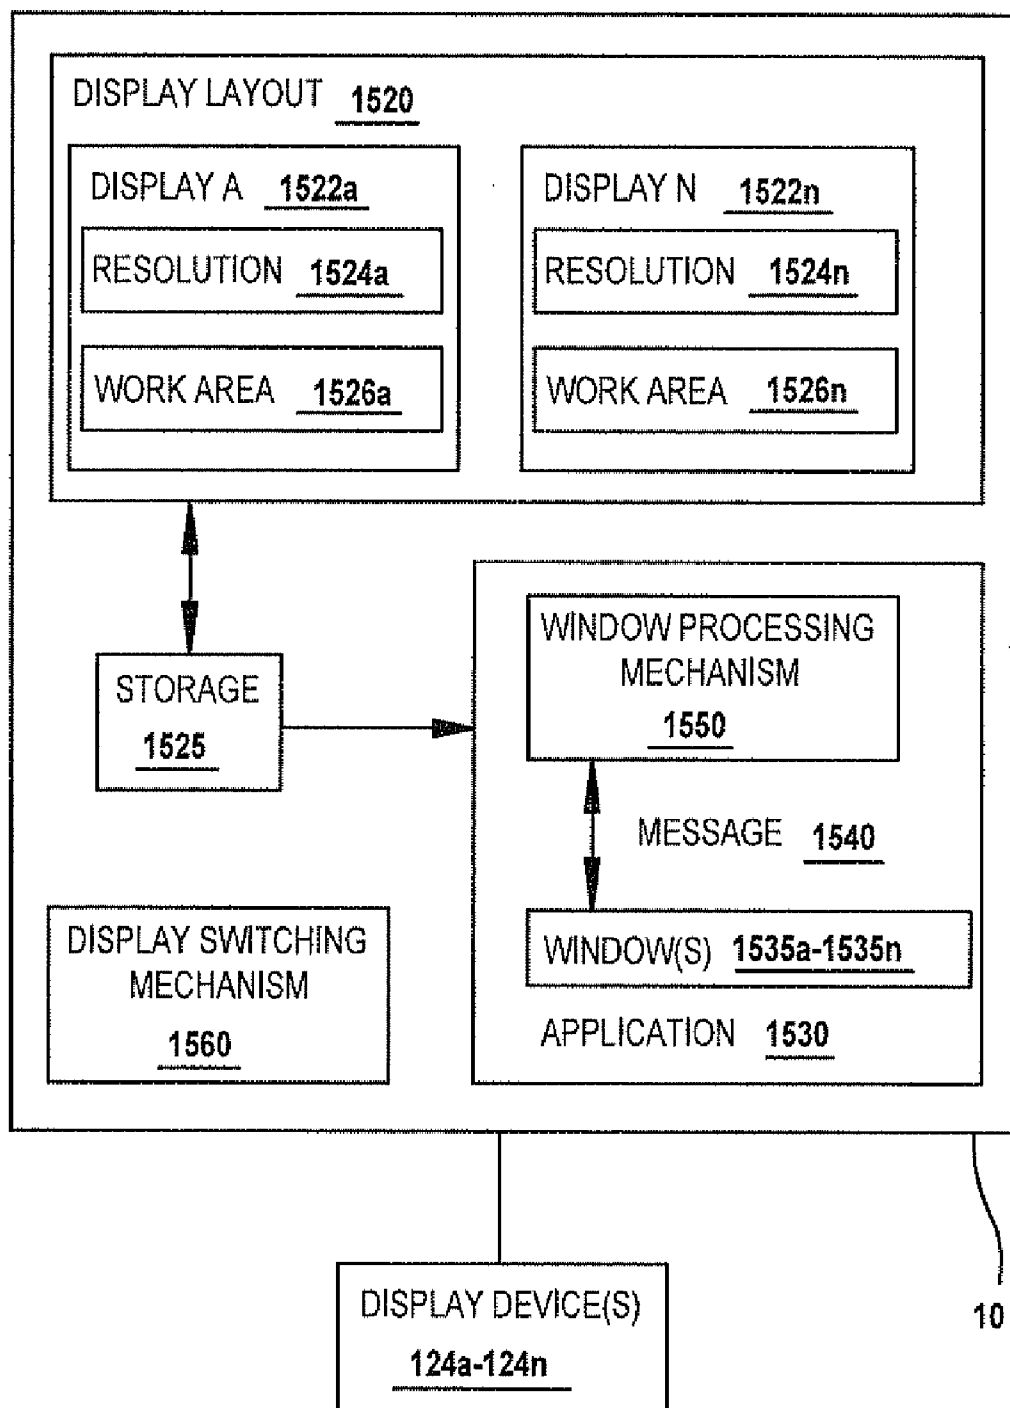 DISPLAY LAYOUT 1520
DISPLAY A 1522a
RESOLUTION 1524a
WORK AREA 1526a
DISPLAY N 1522n
RESOLUTION 1524n
WORK AREA 1526n
STORAGE
1525
WINDOW PROCESSING
MECHANISM
1550
MESSAGE 1540
WINDOW(S) 1535a-1535n
APPLICATION 1530
DISPLAY SWITCHING
MECHANISM
1560
10
DISPLAY DEVICE(S)
124a-124n